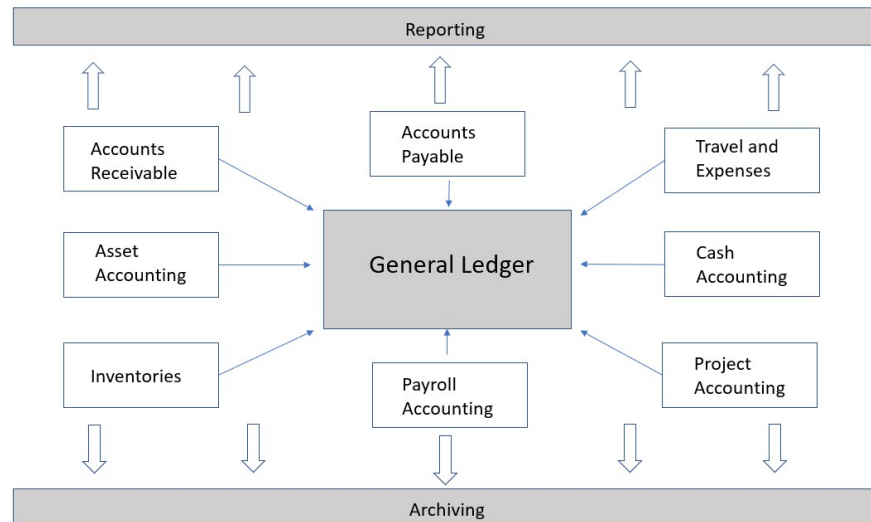 Reporting
Accounts
Receivable
Accounts
Payable
Travel and
Expenses
Asset
Accounting
General Ledger
Cash
Accounting
Inventories
Payroll
Accounting
Project
Accounting
Archiving